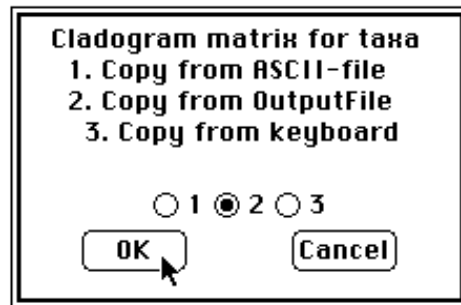 Cladogram matrix for taxa
1. Copy from ASCII-file
2. Copy from OutputFile
3. Copy from keyboard
1 2 3
OK Cancel